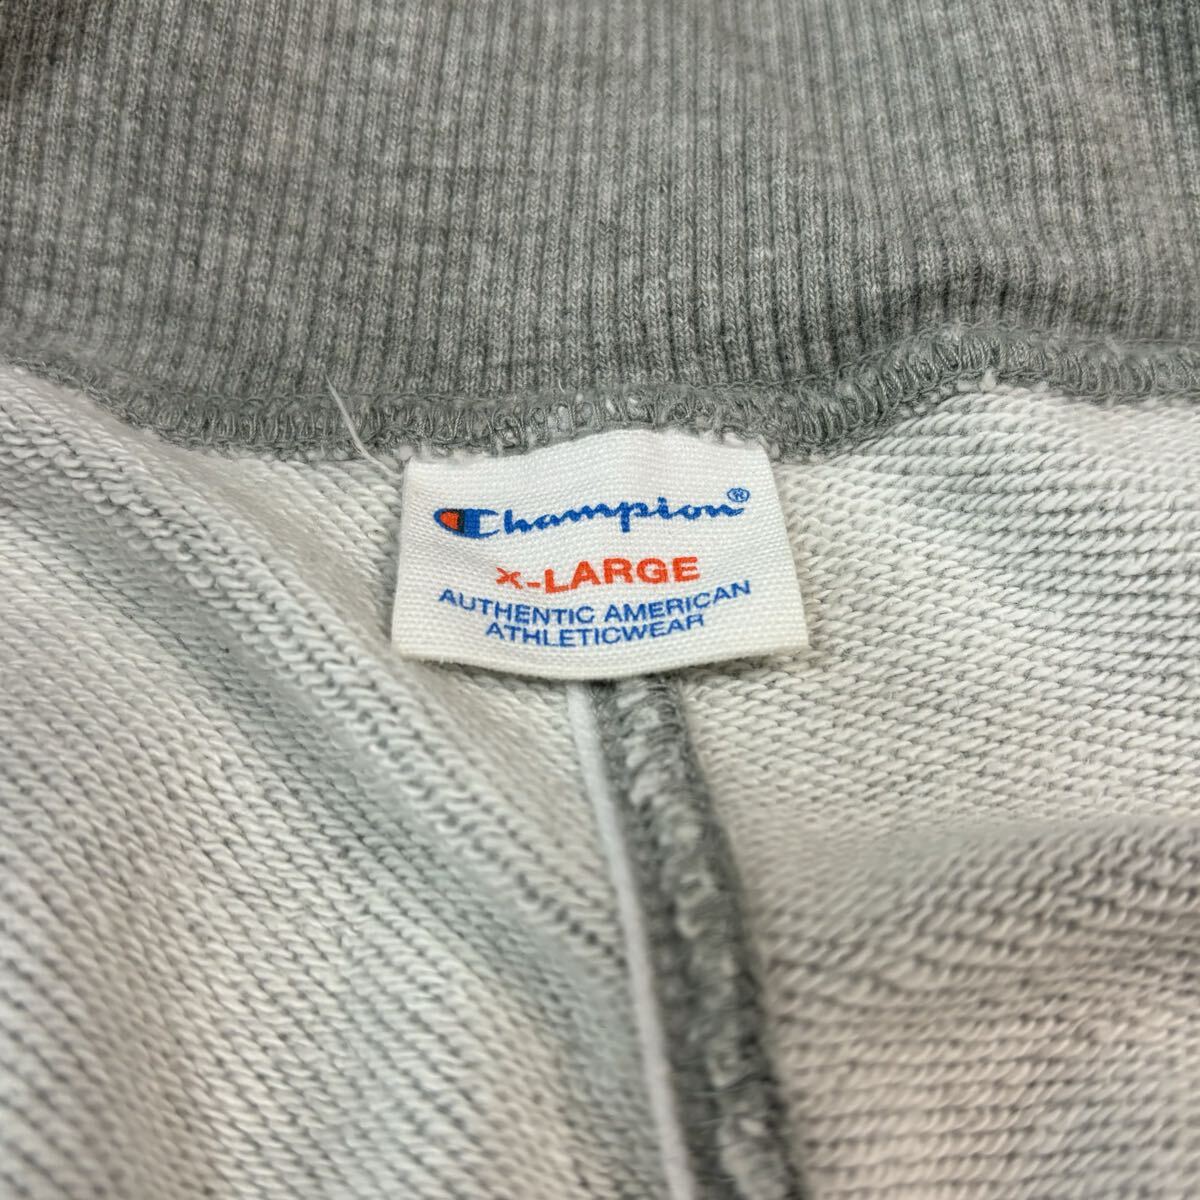 Champion®
X-LARGE
AUTHENTIC AMERICAN
ATHLETICWEAR